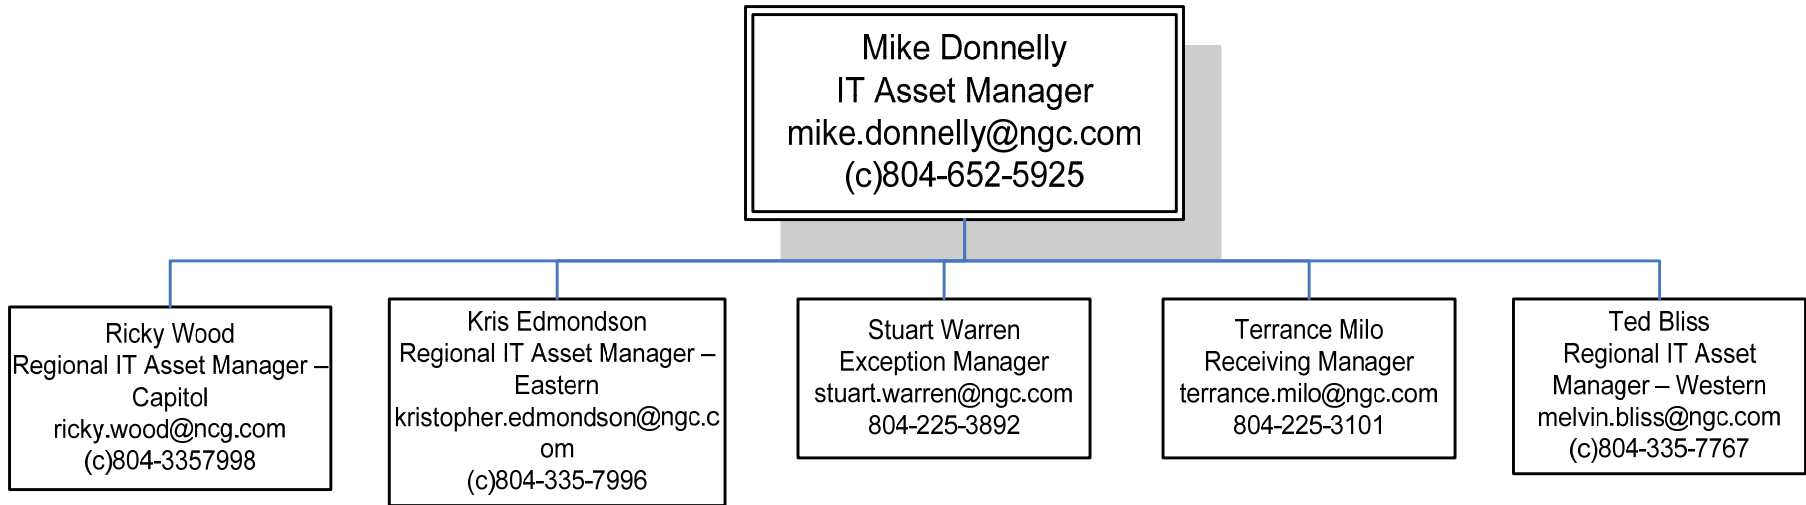 Mike Donnelly
IT Asset Manager
mike.donnelly@ngc.com
(c)804-652-5925
Ricky Wood
Regional IT Asset Manager –
Capitol
ricky.wood@ncg.com
(c)804-3357998
Kris Edmondson
Regional IT Asset Manager –
Eastern
kristopher.edmondson@ngc.c
om
(c)804-335-7996
Stuart Warren
Exception Manager
stuart.warren@ngc.com
804-225-3892
Terrance Milo
Receiving Manager
terrance.milo@ngc.com
804-225-3101
Ted Bliss
Regional IT Asset
Manager – Western
melvin.bliss@ngc.com
(c)804-335-7767